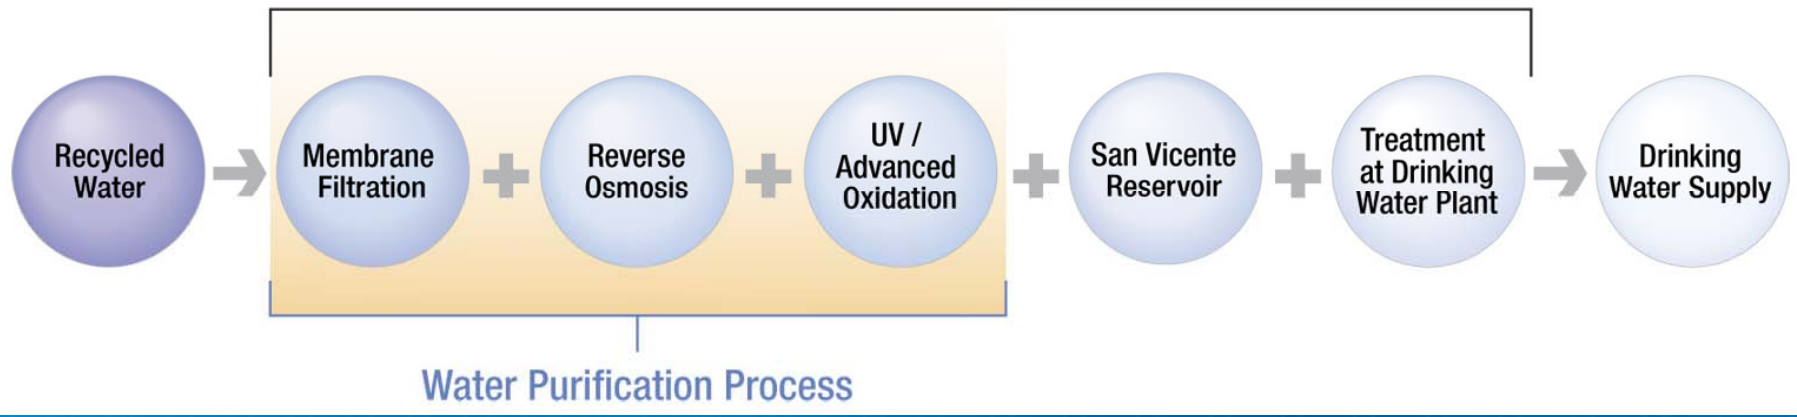 Recycled
Water
Membrane
Filtration
Reverse
Osmosis
UV /
Advanced
Oxidation
San Vicente
Reservoir
Treatment
at Drinking
Water Plant
Drinking
Water Supply
Water Purification Process